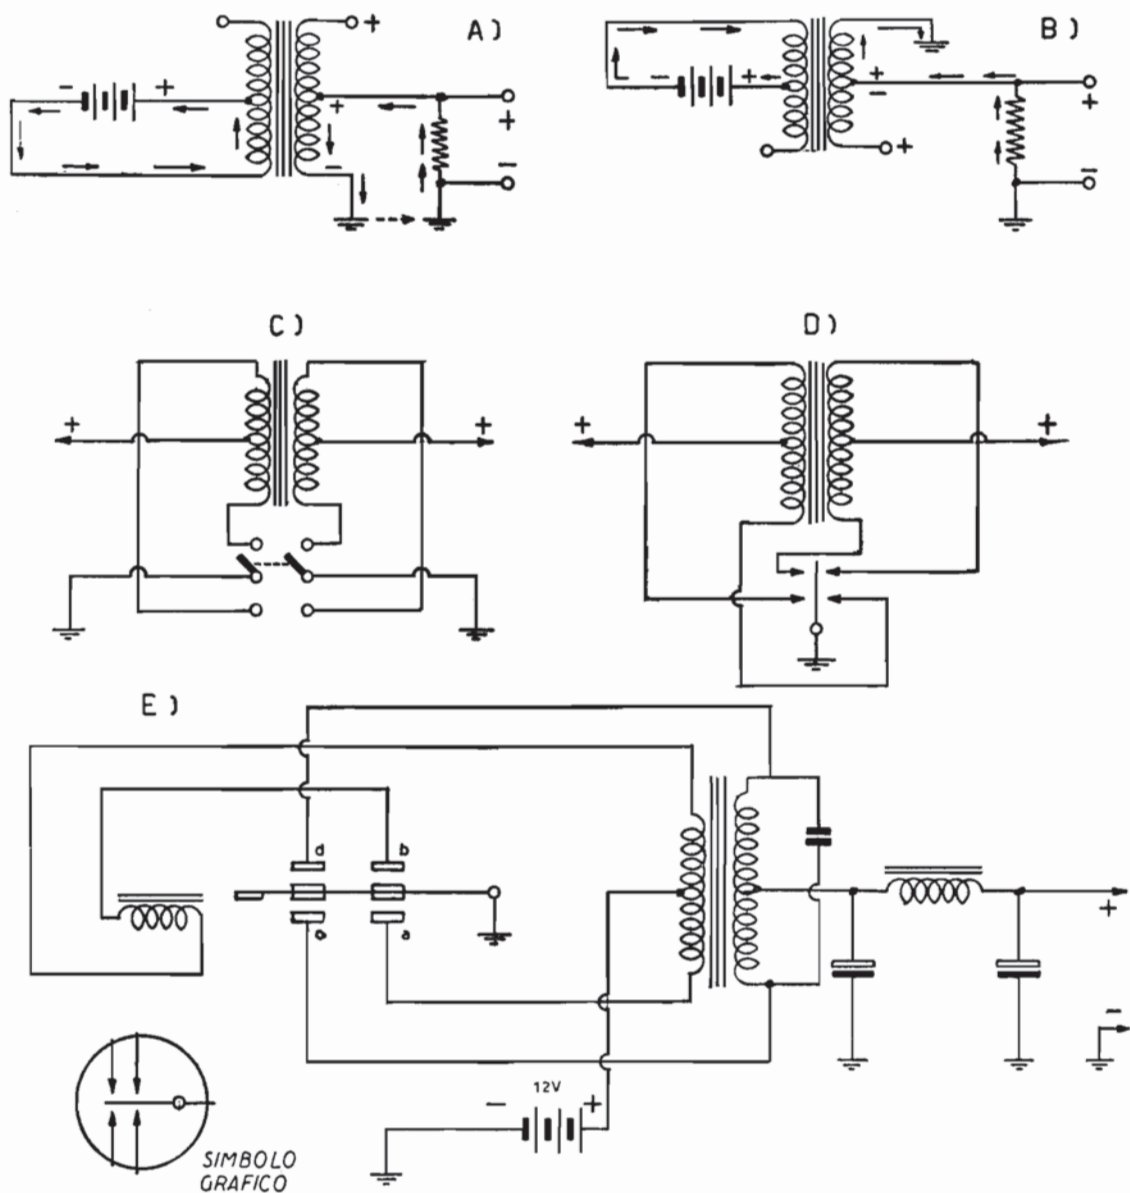 A)
+
-
+
+
-
+
-
B)
-
+
+
-
+
+
-
C)
+
+
D)
+
+
E)
d
b
c
a
+
-
12V
-
+
SIMBOLO
GRAFICO